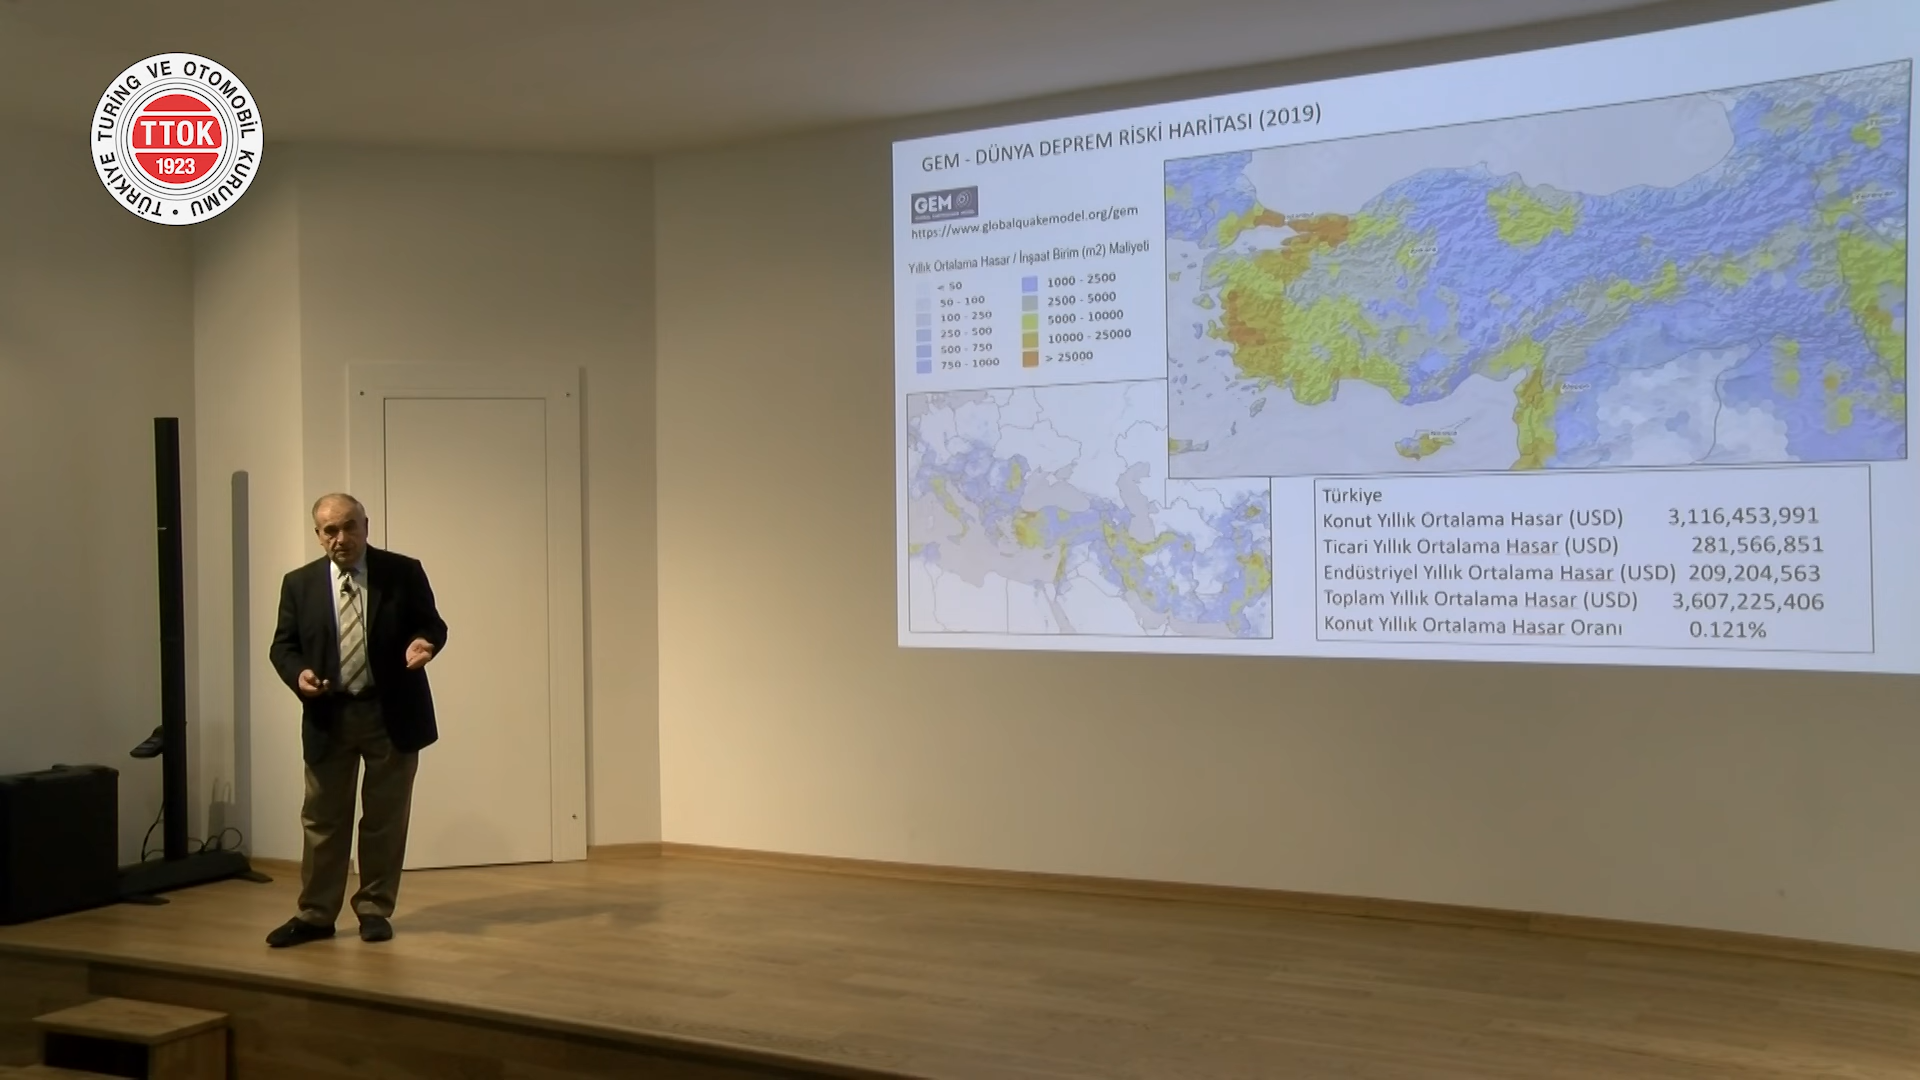 TÜRKİYE TURİNG VE OTOMOBİL KURUMU •
TTOK
1923
GEM - DÜNYA DEPREM RİSKİ HARİTASI (2019)
GEM
https://www.globalquakemodel.org/gem
Yıllık Ortalama Hasar / İnşaat Birim (m2) Maliyeti
< 50
50 - 100
100 - 250
250 - 500
500 - 750
750 - 1000
1000 - 2500
2500 - 5000
5000 - 10000
10000 - 25000
> 25000
Türkiye
Konut Yıllık Ortalama Hasar (USD) 3,116,453,991
Ticari Yıllık Ortalama Hasar (USD) 281,566,851
Endüstriyel Yıllık Ortalama Hasar (USD) 209,204,563
Toplam Yıllık Ortalama Hasar (USD) 3,607,225,406
Konut Yıllık Ortalama Hasar Oranı 0.121%